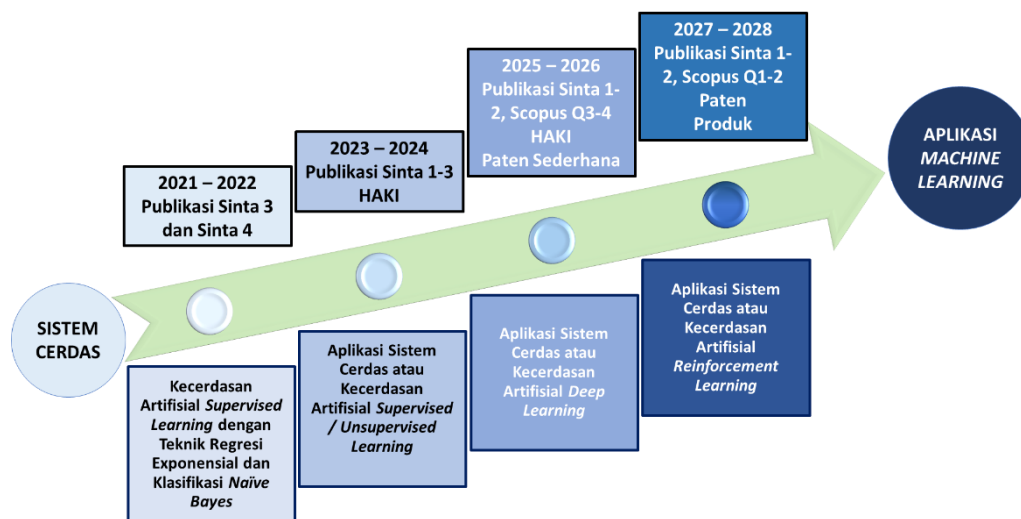 2021 – 2022
Publikasi Sinta 3
dan Sinta 4
2023 – 2024
Publikasi Sinta 1-3
HAKI
2025 – 2026
Publikasi Sinta 1-
2, Scopus Q3-4
HAKI
Paten Sederhana
2027 – 2028
Publikasi Sinta 1-
2, Scopus Q1-2
Paten
Produk
APLIKASI
MACHINE
LEARNING
SISTEM
CERDAS
Kecerdasan
Artifisial Supervised
Learning dengan
Teknik Regresi
Exponensial dan
Klasifikasi Naïve
Bayes
Aplikasi Sistem
Cerdas atau
Kecerdasan
Artifisial Supervised
/ Unsupervised
Learning
Aplikasi Sistem
Cerdas atau
Kecerdasan
Artifisial Deep
Learning
Aplikasi Sistem
Cerdas atau
Kecerdasan
Artifisial
Reinforcement
Learning